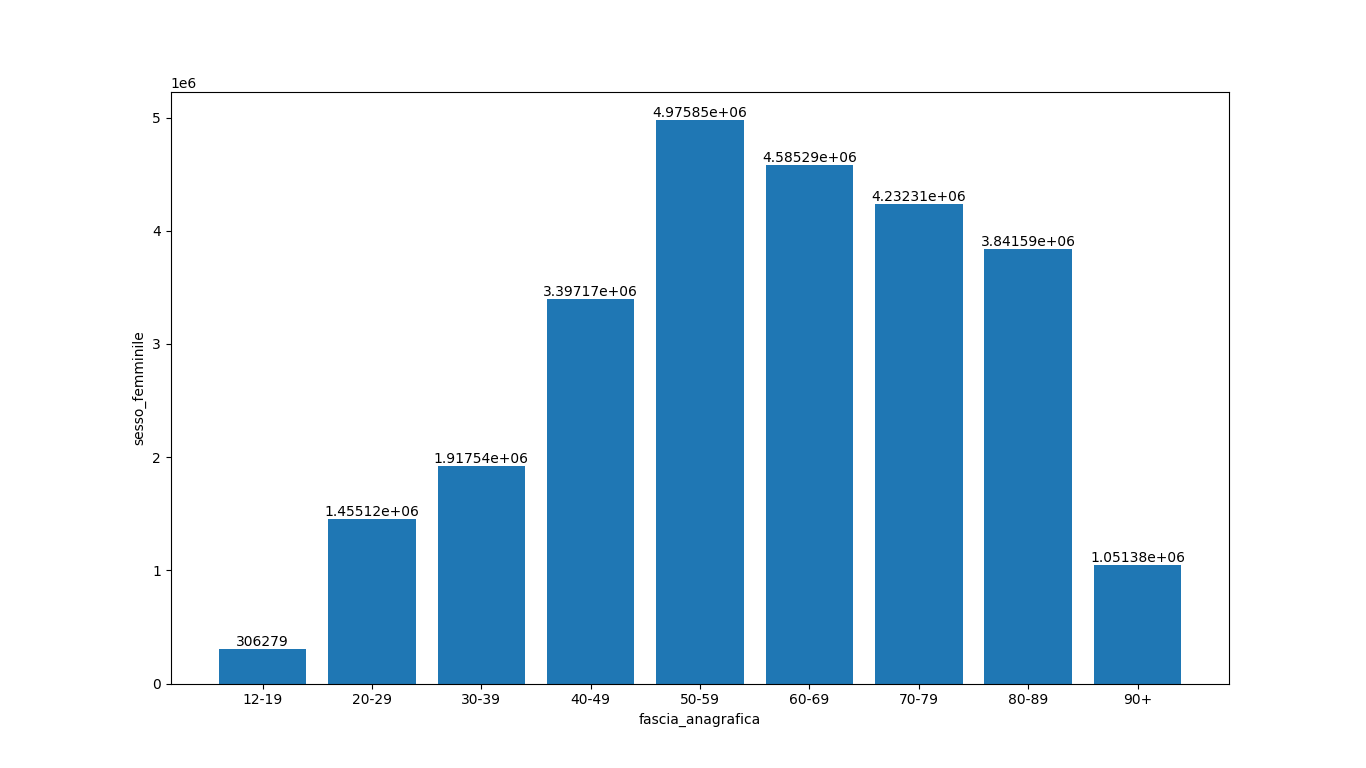 1e6
5
4
3
2
1
0
sesso_femminile
306279
1.45512e+06
1.91754e+06
3.39717e+06
4.97585e+06
4.58529e+06
4.23231e+06
3.84159e+06
1.05138e+06
12-19 20-29 30-39 40-49 50-59 60-69 70-79 80-89 90+
fascia_anagrafica